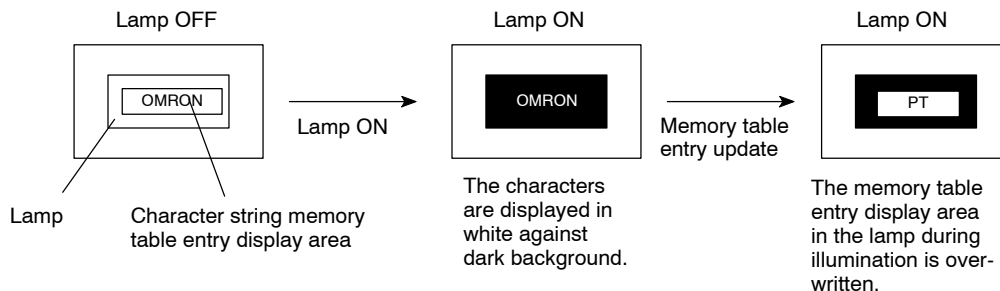 Lamp OFF
Lamp ON
Lamp ON
OMRON
OMRON
PT
Lamp ON
Memory table
entry update
Lamp
Character string memory
table entry display area
The characters
are displayed in
white against
dark background.
The memory table
entry display area
in the lamp during
illumination is over-
written.